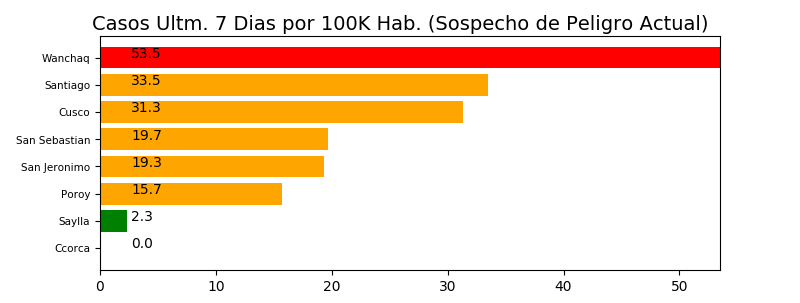 Casos Ultm. 7 Dias por 100K Hab. (Sospecho de Peligro Actual)
Wanchaq 53.5
Santiago 33.5
Cusco 31.3
San Sebastian 19.7
San Jeronimo 19.3
Poroy 15.7
Saylla 2.3
Ccorca 0.0
0 10 20 30 40 50